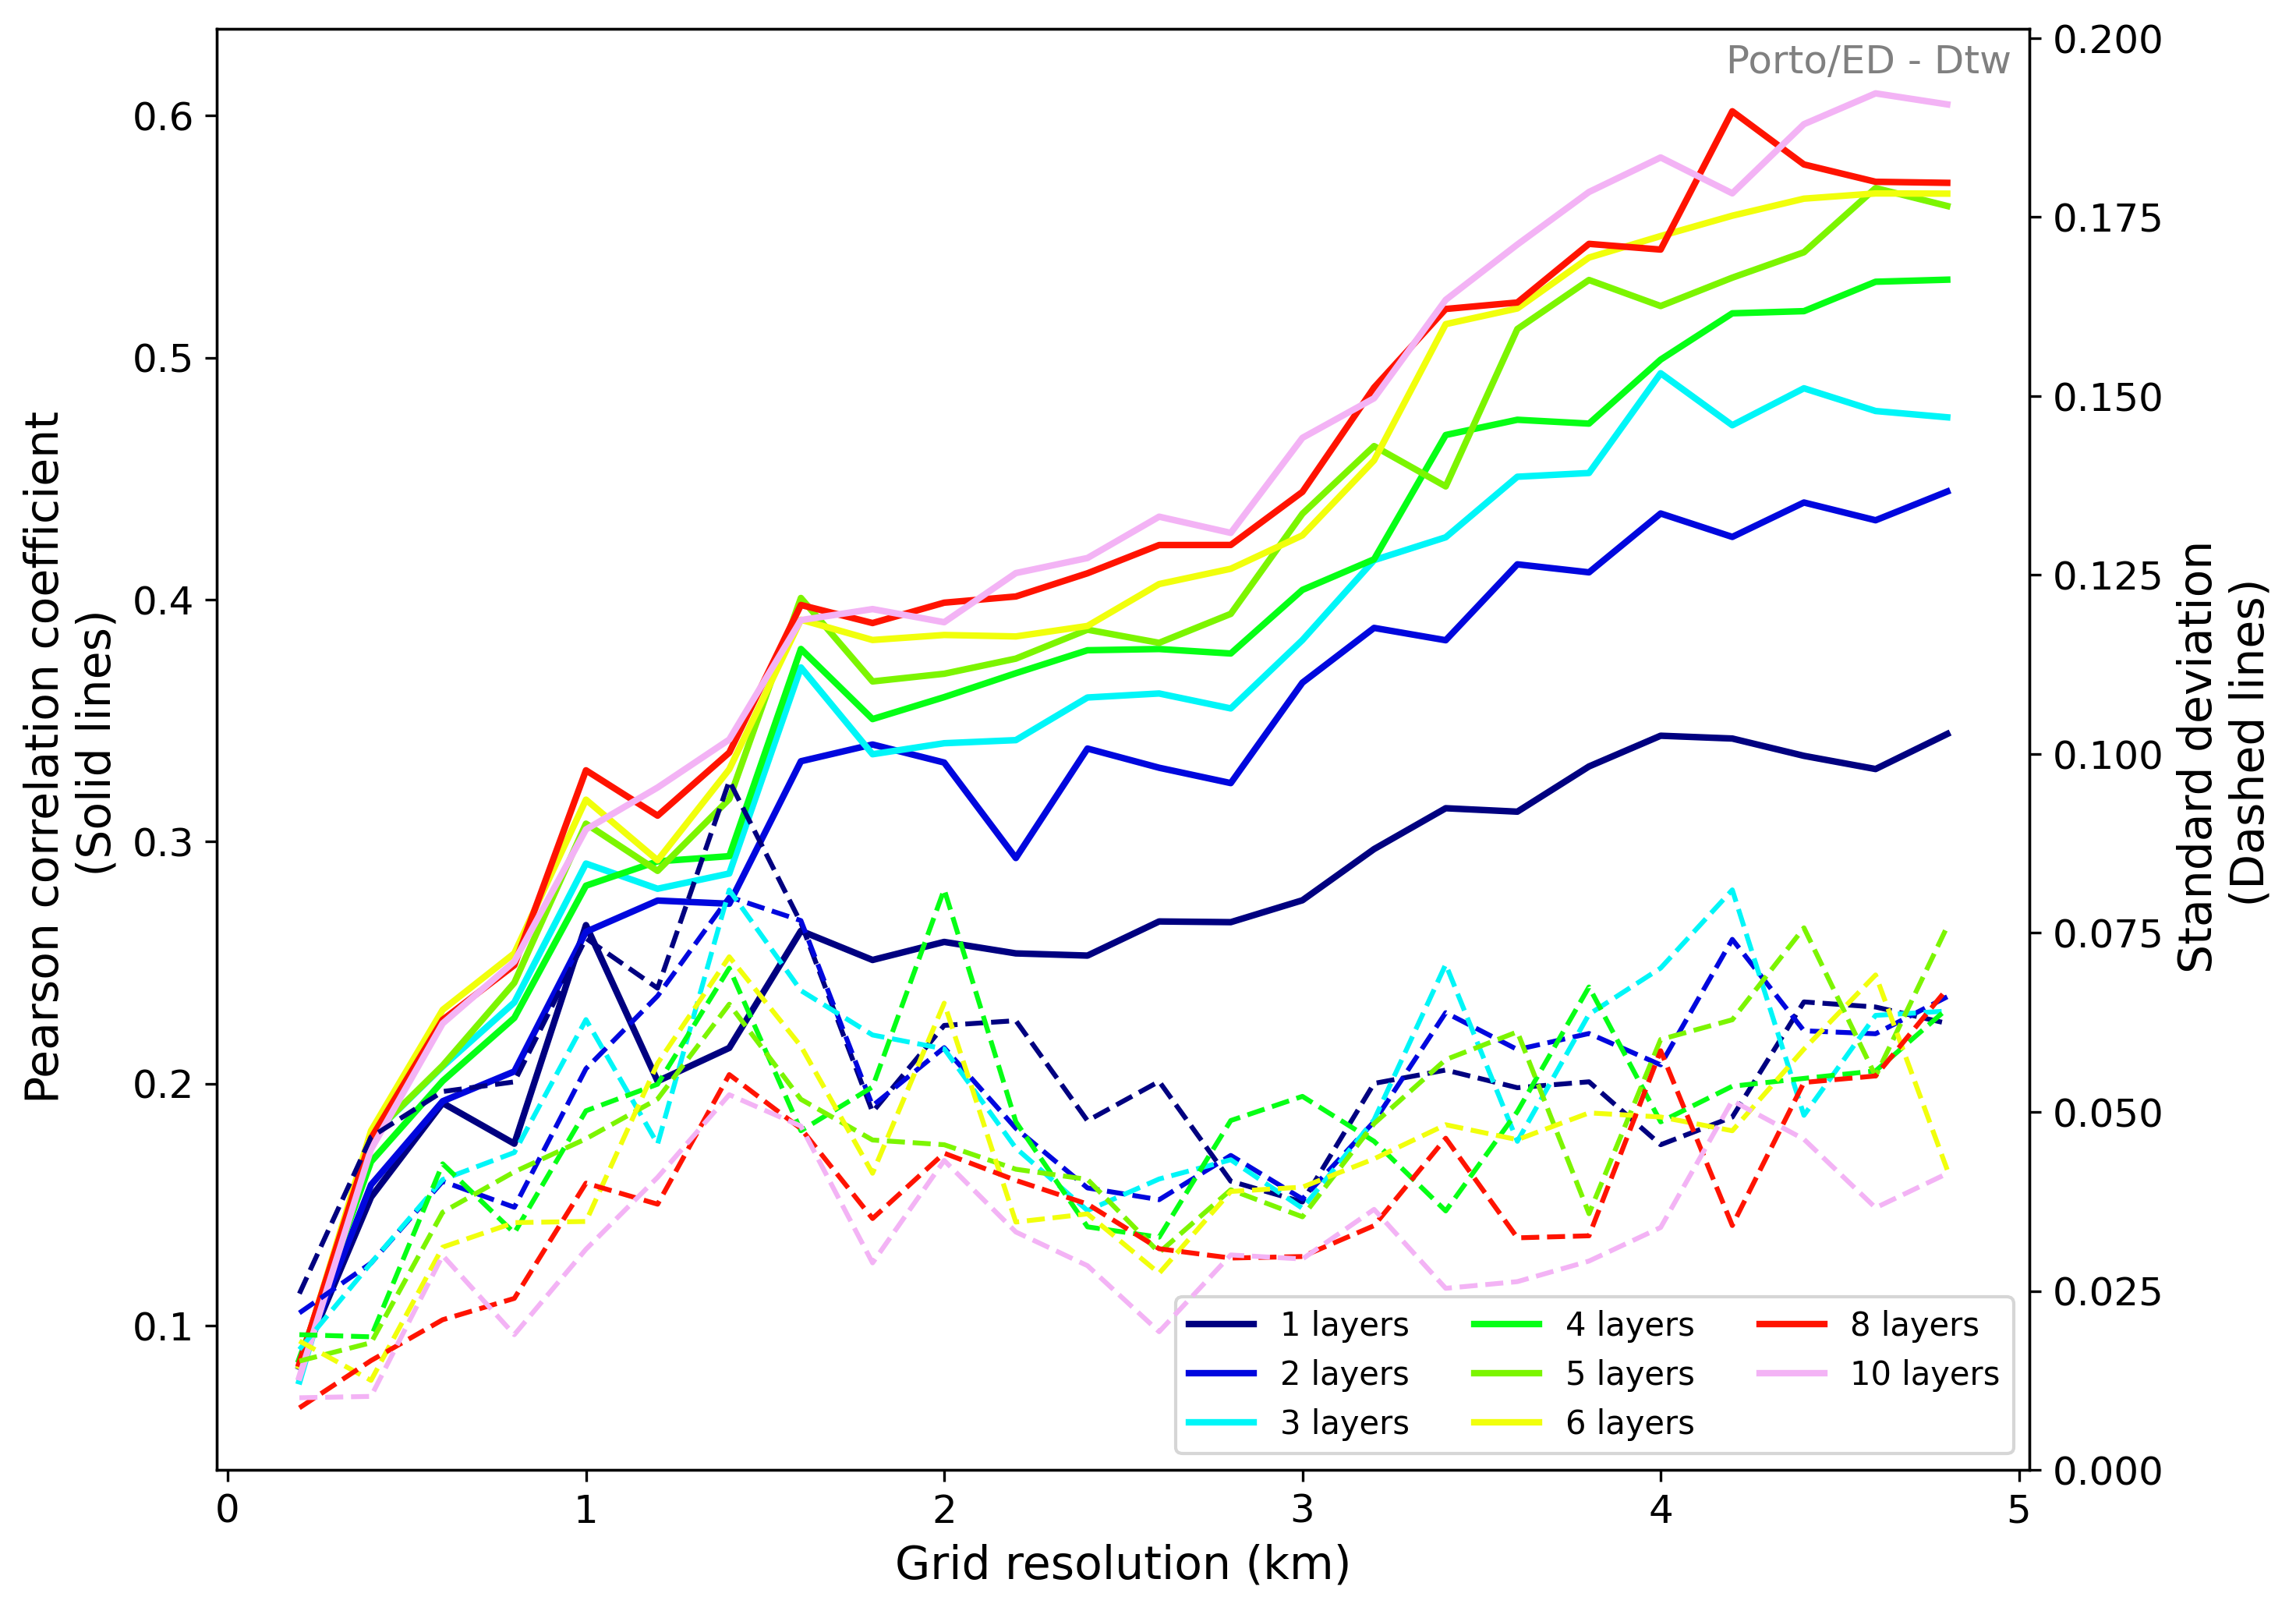 Porto/ED - Dtw
Pearson correlation coefficient
(Solid lines)
0.6
0.5
0.4
0.3
0.2
0.1
0.200
0.175
0.150
0.125
0.100
0.075
0.050
0.025
0.000
Standard deviation
(Dashed lines)
1 layers
2 layers
3 layers
4 layers
5 layers
6 layers
8 layers
10 layers
0 1 2 3 4 5
Grid resolution (km)